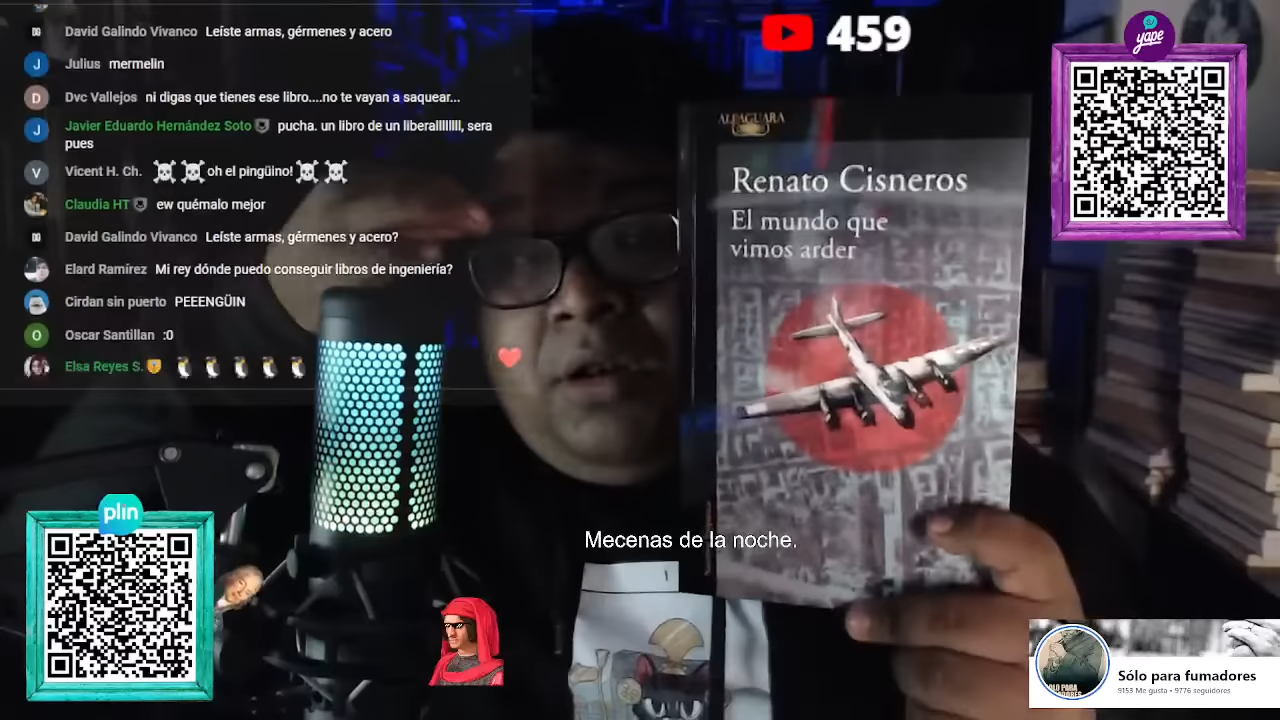 David Galindo Vivanco Leíste armas, gérmenes y acero
J Julius mermelin
D Dvc Vallejos ni digas que tienes ese libro....no te vayan a saquear...
J Javier Eduardo Hernández Soto pucha. un libro de un liberallllllll, sera
pues
V Vicent H. Ch. ☠️ ☠️ oh el pingüino! ☠️ ☠️
Claudia HT ew quémalo mejor
David Galindo Vivanco Leíste armas, gérmenes y acero?
Elard Ramírez Mi rey dónde puedo conseguir libros de ingeniería?
Cirdan sin puerto PEEENGÜIN
O Oscar Santillan :0
Elsa Reyes S. 🐧 🐧 🐧 🐧 🐧
459
S/
yape
ALFAGUARA
Renato Cisneros
El mundo que
vimos arder
plin
Mecenas de la noche.
SOLO PARA
Sólo para fumadores
9153 Me gusta • 9776 seguidores